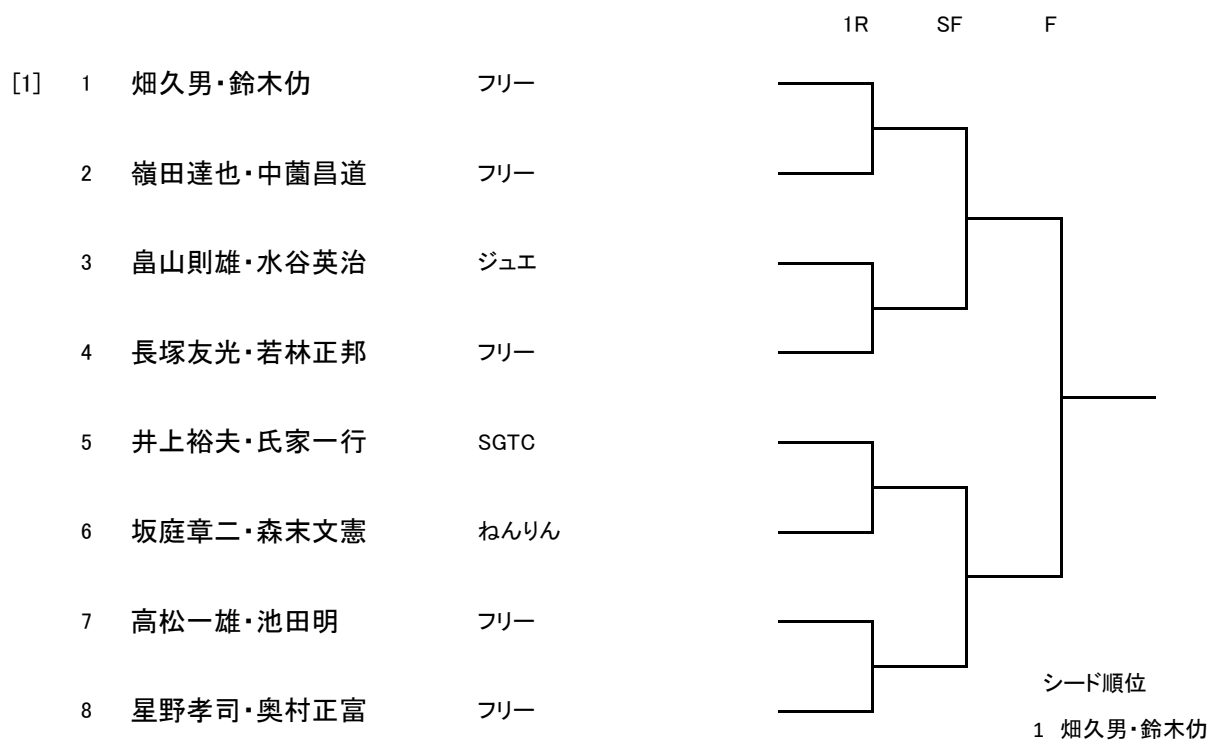 1R SF F
[1] 1 畑久男・鈴木仂 フリー
2 嶺田達也・中薗昌道 フリー
3 畠山則雄・水谷英治 ジュエ
4 長塚友光・若林正邦 フリー
5 井上裕夫・氏家一行 SGTC
6 坂庭章二・森末文憲 ねんりん
7 高松一雄・池田明 フリー
8 星野孝司・奥村正富 フリー
シード順位
1 畑久男・鈴木仂